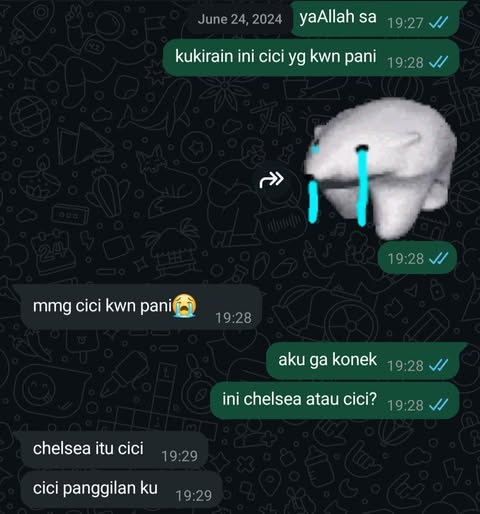 June 24, 2024
yaAllah sa 19:27
kukirain ini cici yg kwn pani 19:28
19:28
mmg cici kwn pani😭 19:28
aku ga konek 19:28
ini chelsea atau cici? 19:28
chelsea itu cici 19:29
cici panggilan ku 19:29